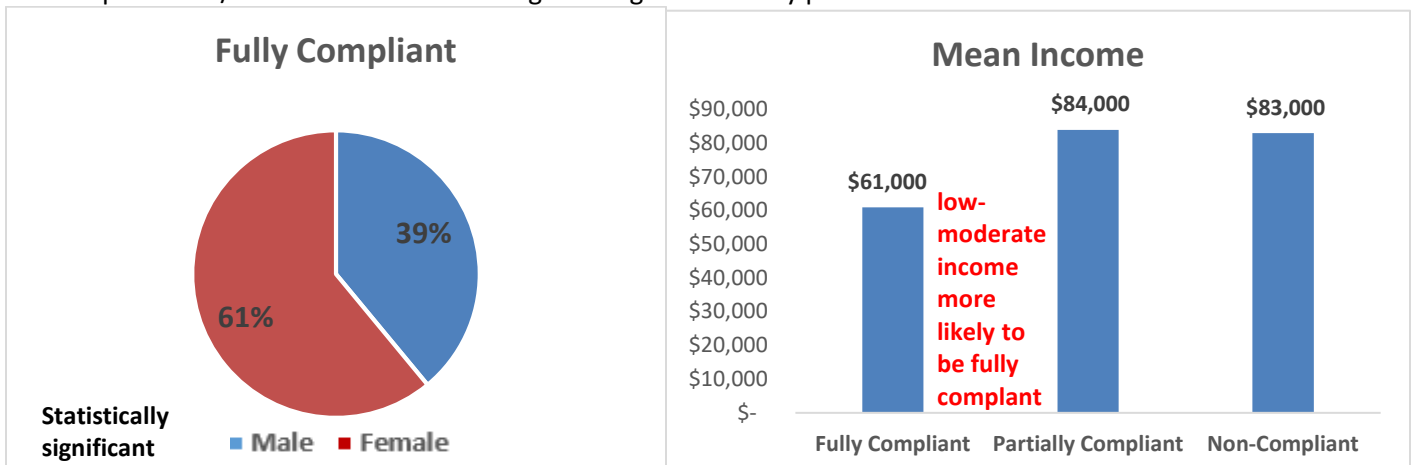 Fully Compliant
39%
61%
Statistically
significant
Male Female
Mean Income
$90,000
$80,000
$70,000
$60,000
$50,000
$40,000
$30,000
$20,000
$10,000
$-
$61,000
$84,000
$83,000
low-
moderate
income
more
likely to
be fully
complant
Fully Compliant Partially Compliant Non-Compliant